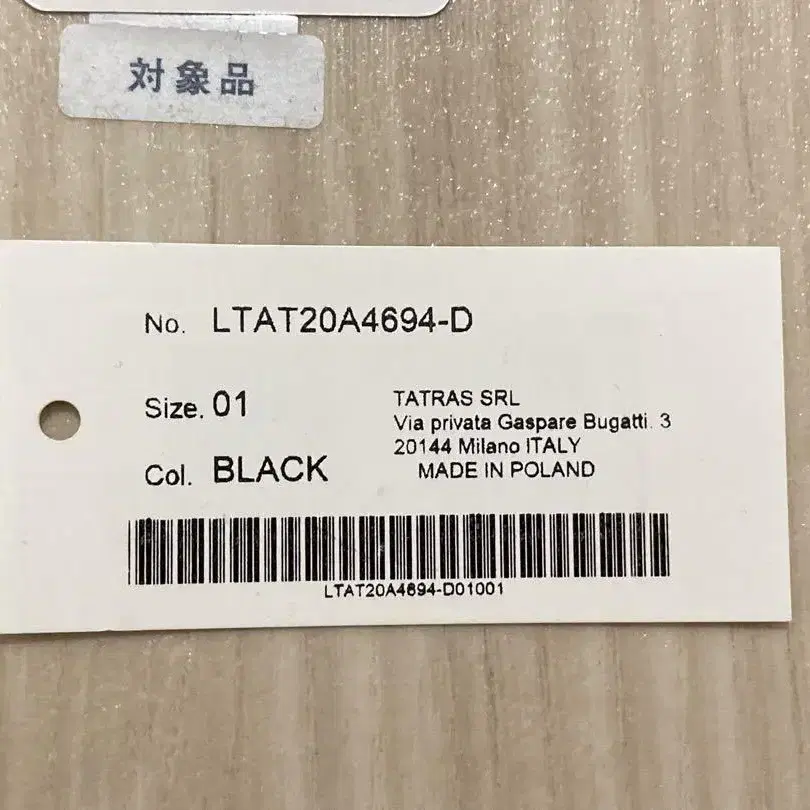 対象品
No. LTAT20A4694-D
Size. 01
Col. BLACK
TATRAS SRL
Via privata Gaspare Bugatti. 3
20144 Milano ITALY
MADE IN POLAND
LTAT20A4694-D01001